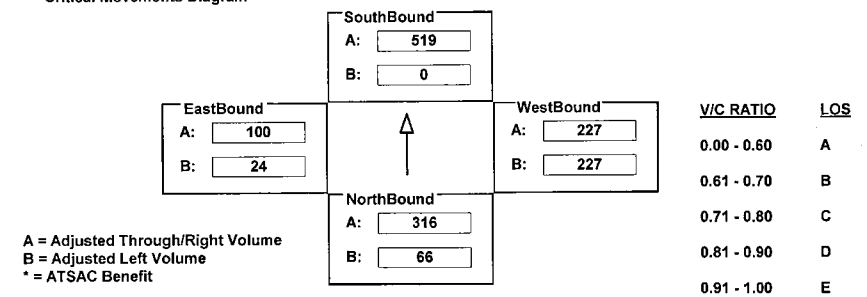 Critical Movements Diagram
SouthBound
A: 519
B: 0
EastBound
A: 100
B: 24
WestBound
A: 227
B: 227
NorthBound
A: 316
B: 66
A = Adjusted Through/Right Volume
B = Adjusted Left Volume
* = ATSAC Benefit
V/C RATIO LOS
0.00 - 0.60 A
0.61 - 0.70 B
0.71 - 0.80 C
0.81 - 0.90 D
0.91 - 1.00 E